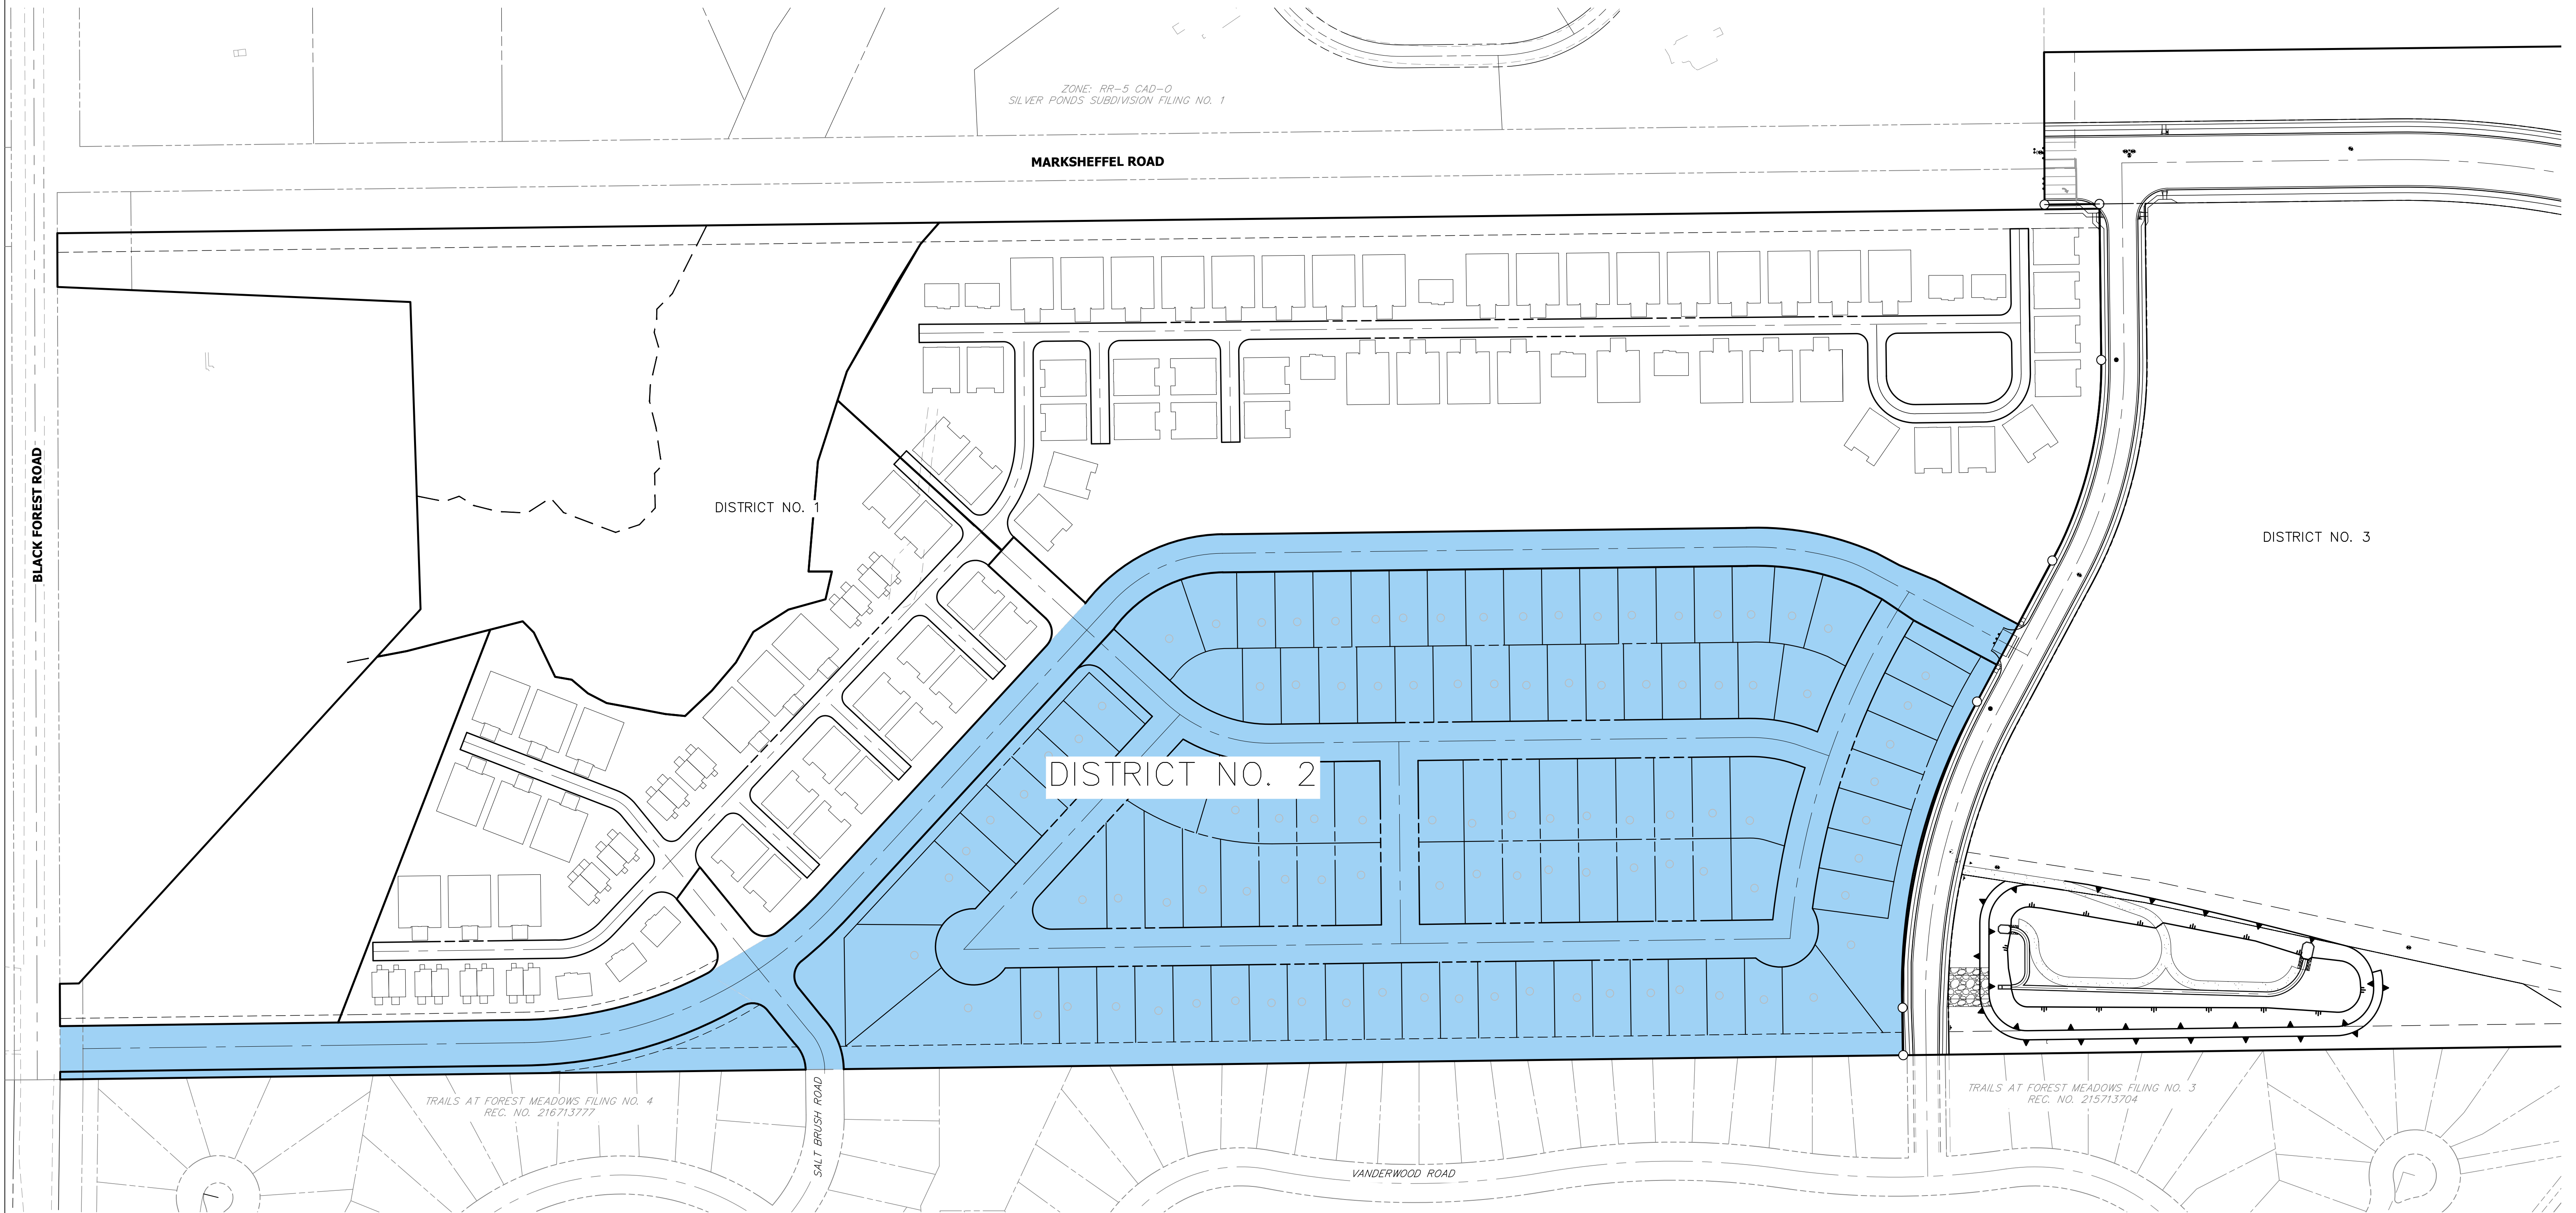 ZONE: RR-5 CAD-O
SILVER PONDS SUBDIVISION FILING NO. 1
MARKSHEFFEL ROAD
BLACK FOREST ROAD
DISTRICT NO. 1
DISTRICT NO. 3
DISTRICT NO. 2
TRAILS AT FOREST MEADOWS FILING NO. 4
REC. NO. 216713777
SALT BRUSH ROAD
TRAILS AT FOREST MEADOWS FILING NO. 3
REC. NO. 215713704
VANDERWOOD ROAD